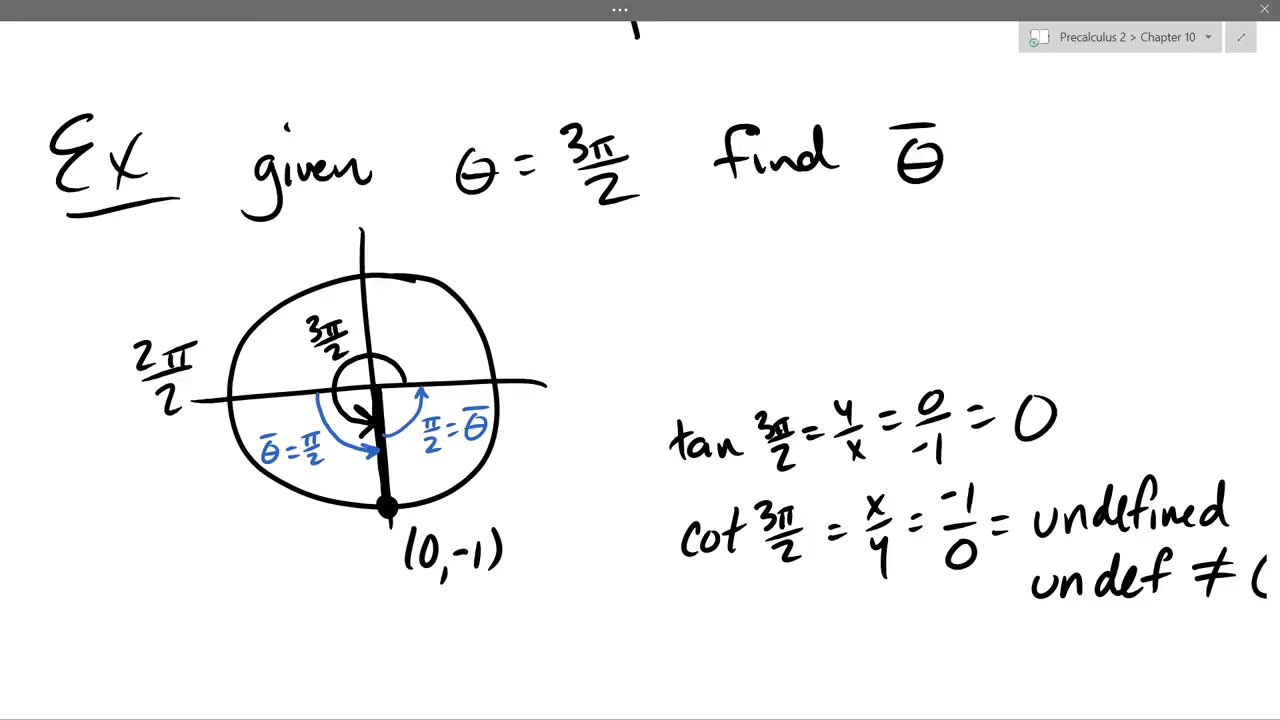 Precalculus 2 > Chapter 10
Ex given θ = 3π/2 find θ̅
3π/2
2π/2
θ̅ = π/2
π/2 = θ̅
(0,-1)
tan 3π/2 = y/x = 0/-1 = 0
cot 3π/2 = x/y = -1/0 = undefined
undef ≠ (